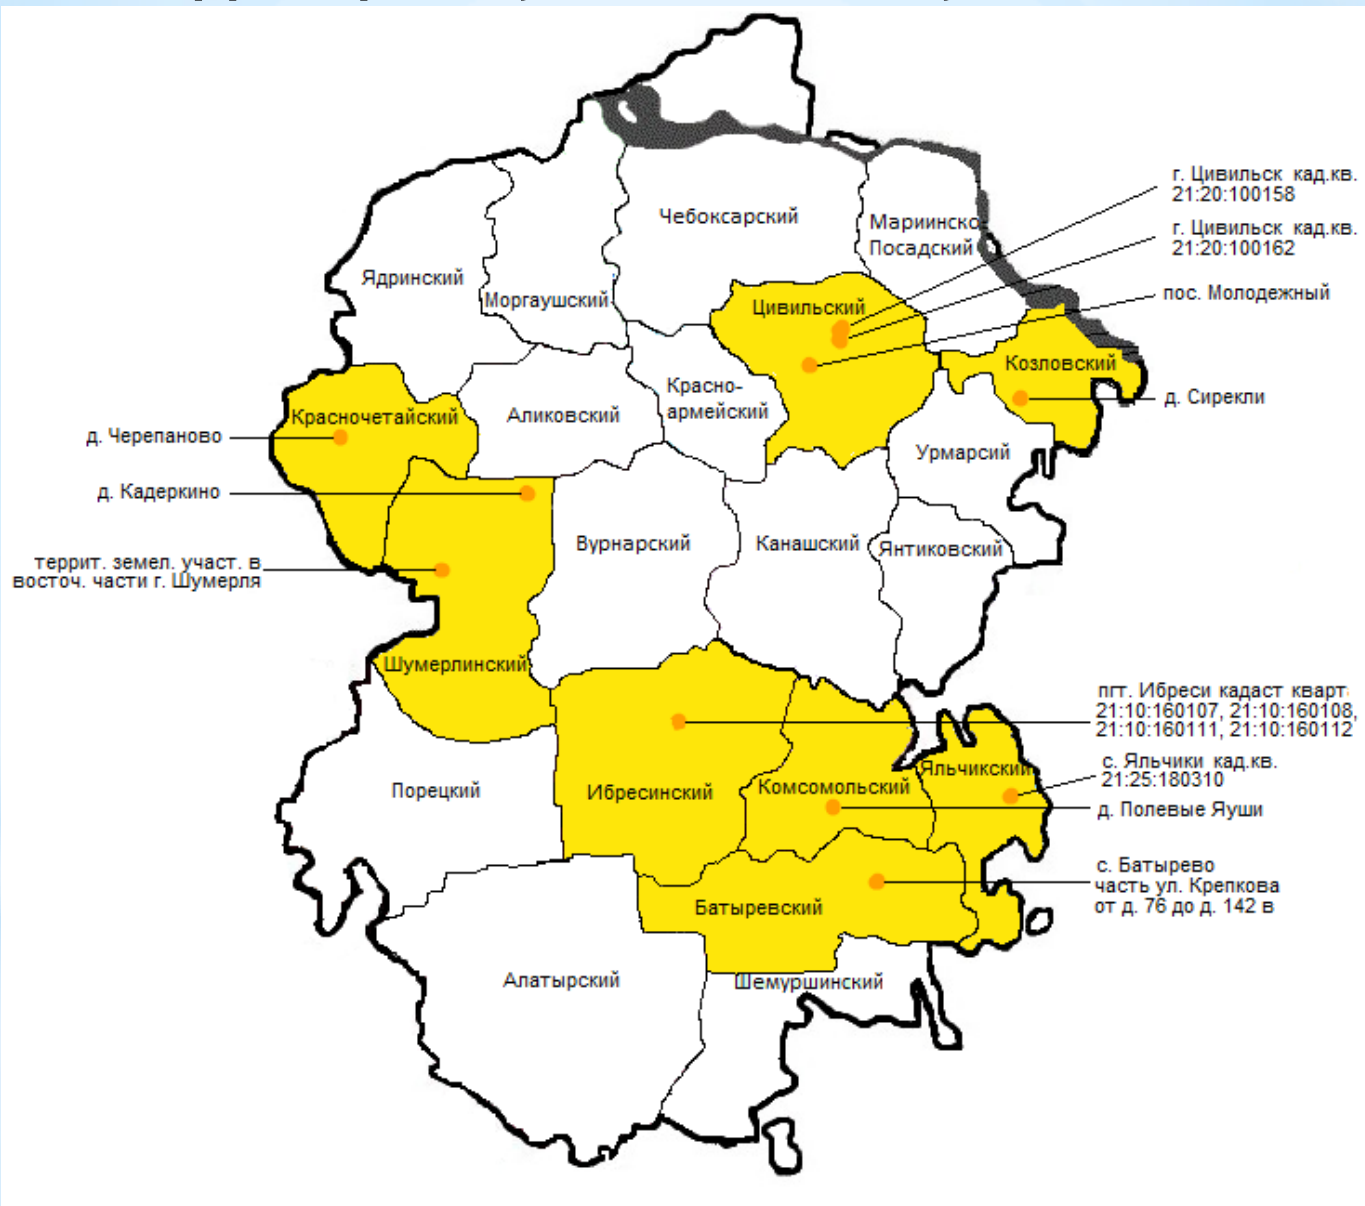 г. Цивильск кад.кв.
21:20:100158
Чебоксарский
Мариинско-
Посадский
г. Цивильск кад.кв.
21:20:100162
Ядринский
Моргаушский
Цивильский
пос. Молодежный
Козловский
Красно-
армейский
д. Сирекли
Красночетайский
Аликовский
д. Черепаново
Урмарсий
д. Кадеркино
Вурнарский
Канашский
Янтиковский
террит. земел. участ. в
восточ. части г. Шумерля
Шумерлинский
пгт. Ибреси кадаст кварт.
21:10:160107, 21:10:160108,
21:10:160111, 21:10:160112
с. Яльчики кад.кв.
21:25:180310
Яльчикский
Порецкий
Ибресинский
Комсомольский
д. Полевые Яуши
с. Батырево
часть ул. Крепкова
от д. 76 до д. 142 в
Батыревский
Алатырский
Шемуршинский